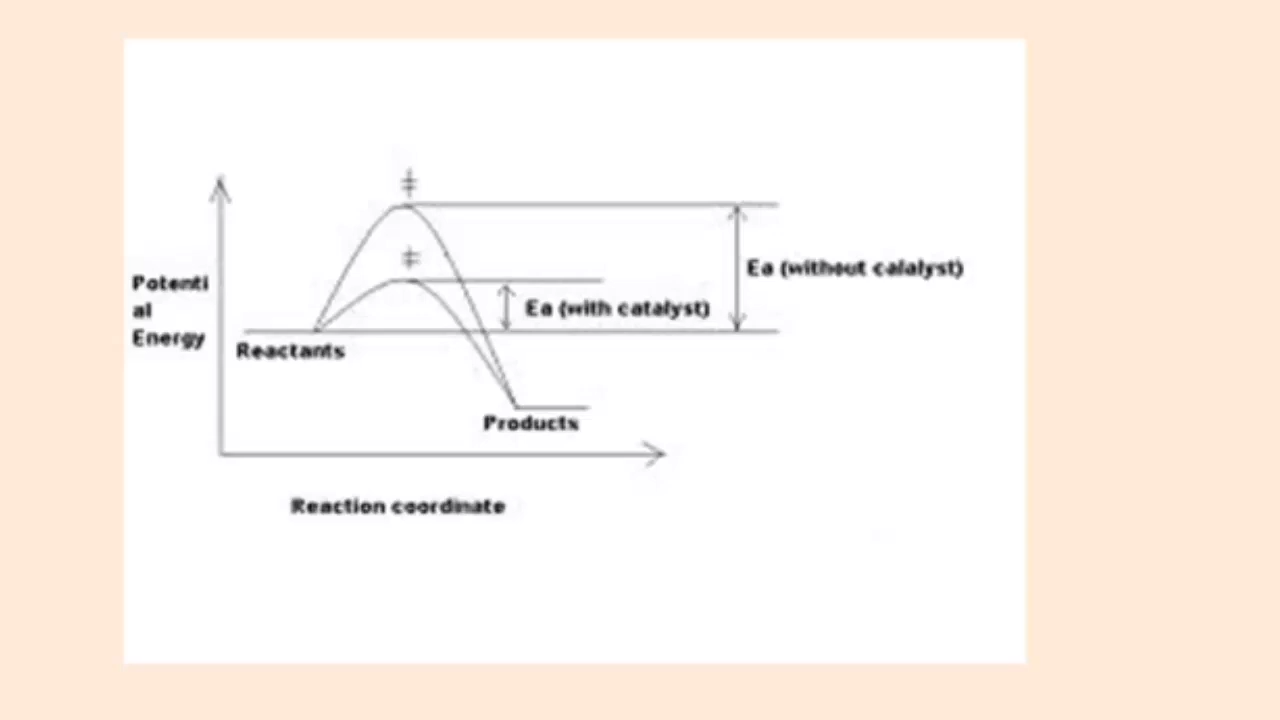 ‡
‡
Ea (without calalyst)
Potenti
al
Energy
Ea (with catalyst)
Reactants
Products
Reaction coordinate